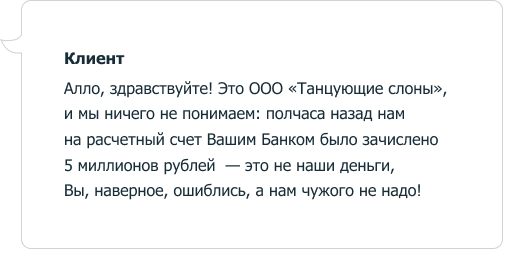 Клиент
Алло, здравствуйте! Это ООО «Танцующие слоны»,
и мы ничего не понимаем: полчаса назад нам
на расчетный счет Вашим Банком было зачислено
5 миллионов рублей — это не наши деньги,
Вы, наверное, ошиблись, а нам чужого не надо!